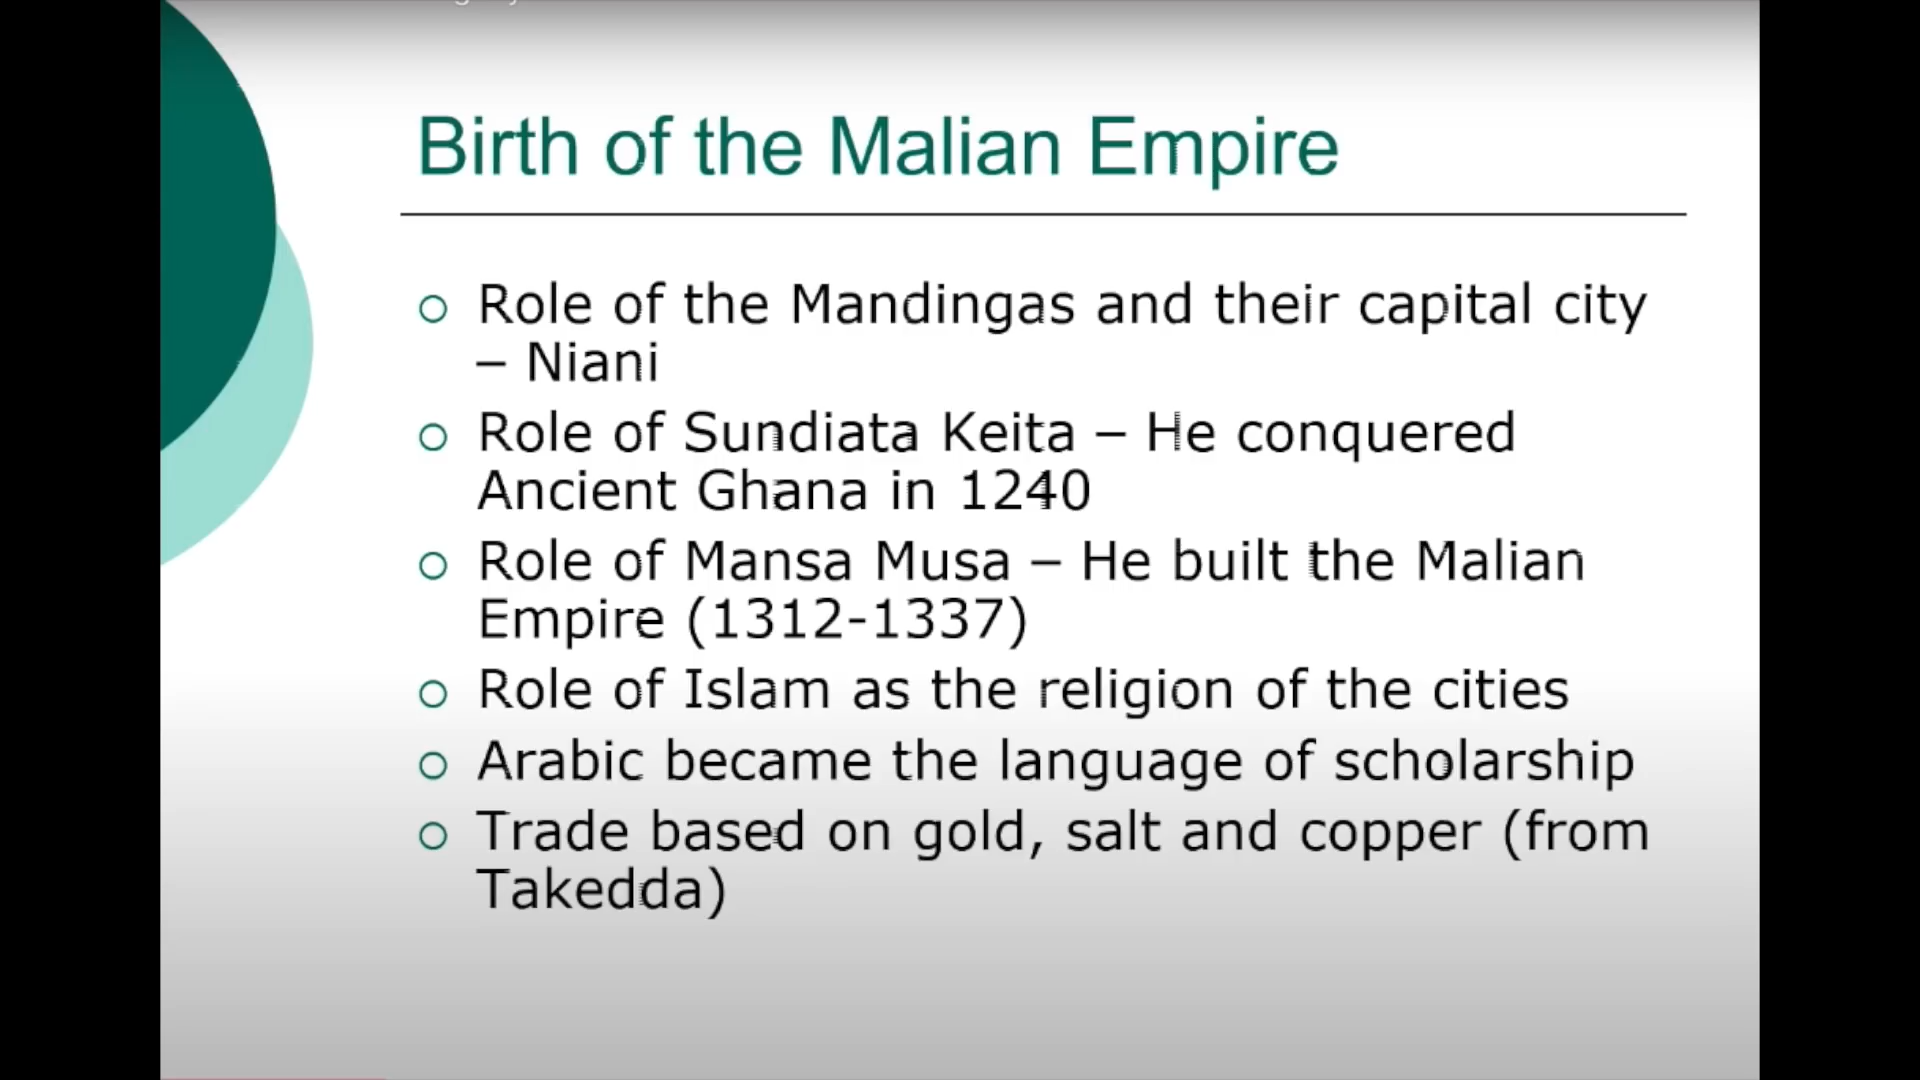 Birth of the Malian Empire
Role of the Mandingas and their capital city
– Niani
Role of Sundiata Keita – He conquered
Ancient Ghana in 1240
Role of Mansa Musa – He built the Malian
Empire (1312-1337)
Role of Islam as the religion of the cities
Arabic became the language of scholarship
Trade based on gold, salt and copper (from
Takedda)